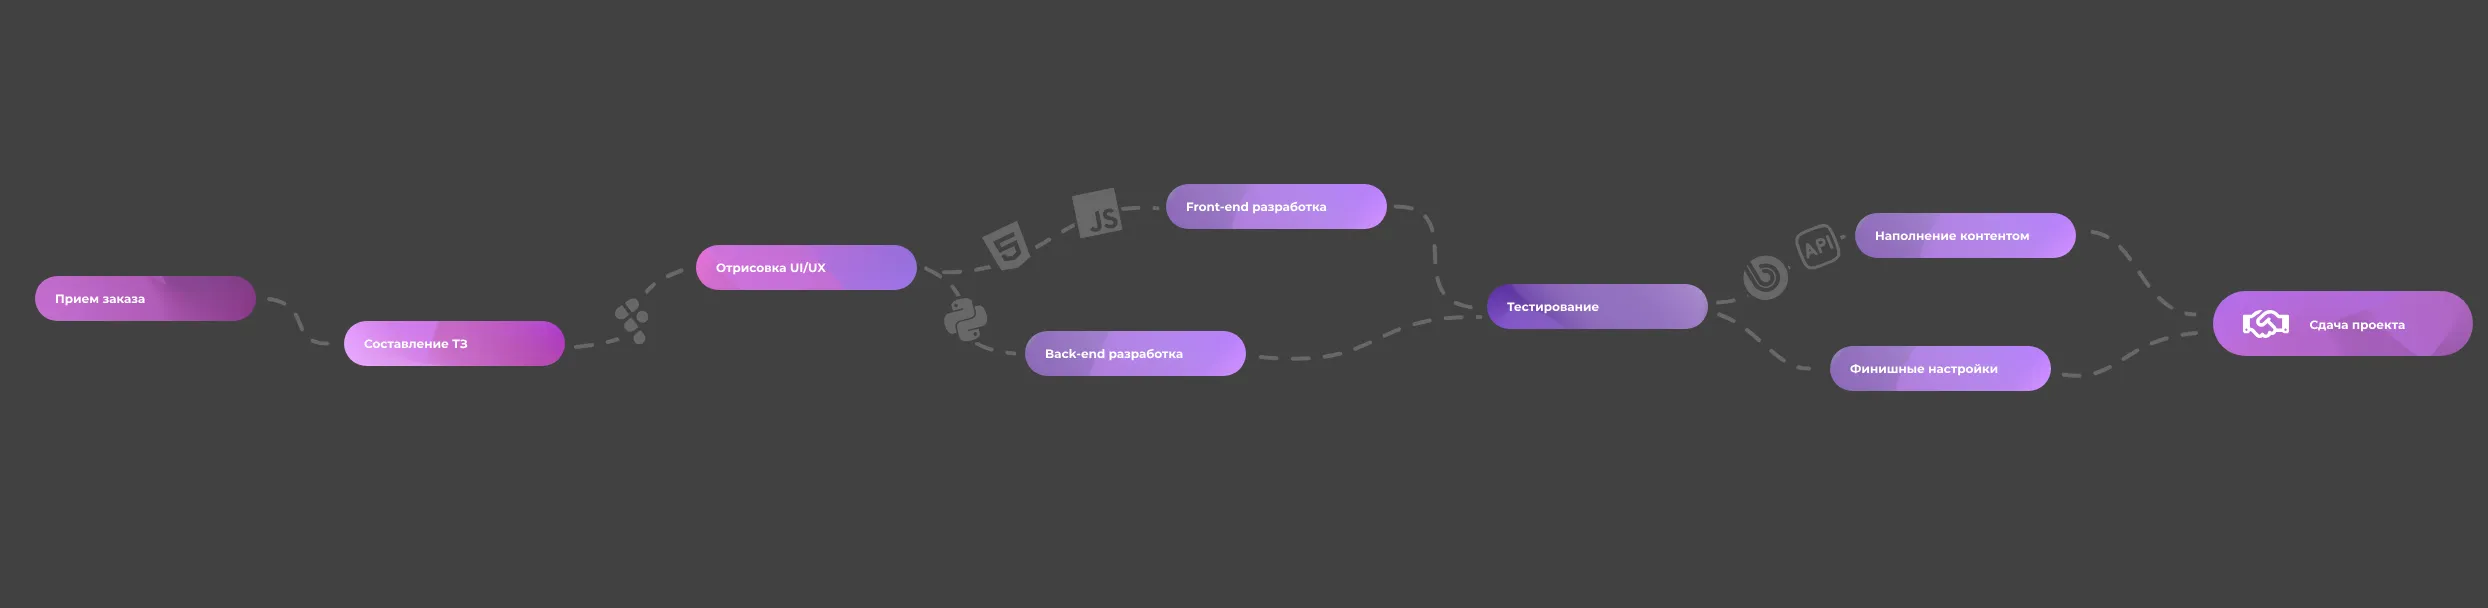 Прием заказа
Составление ТЗ
Отрисовка UI/UX
JS
Front-end разработка
Back-end разработка
Тестирование
API
Наполнение контентом
Финишные настройки
Сдача проекта